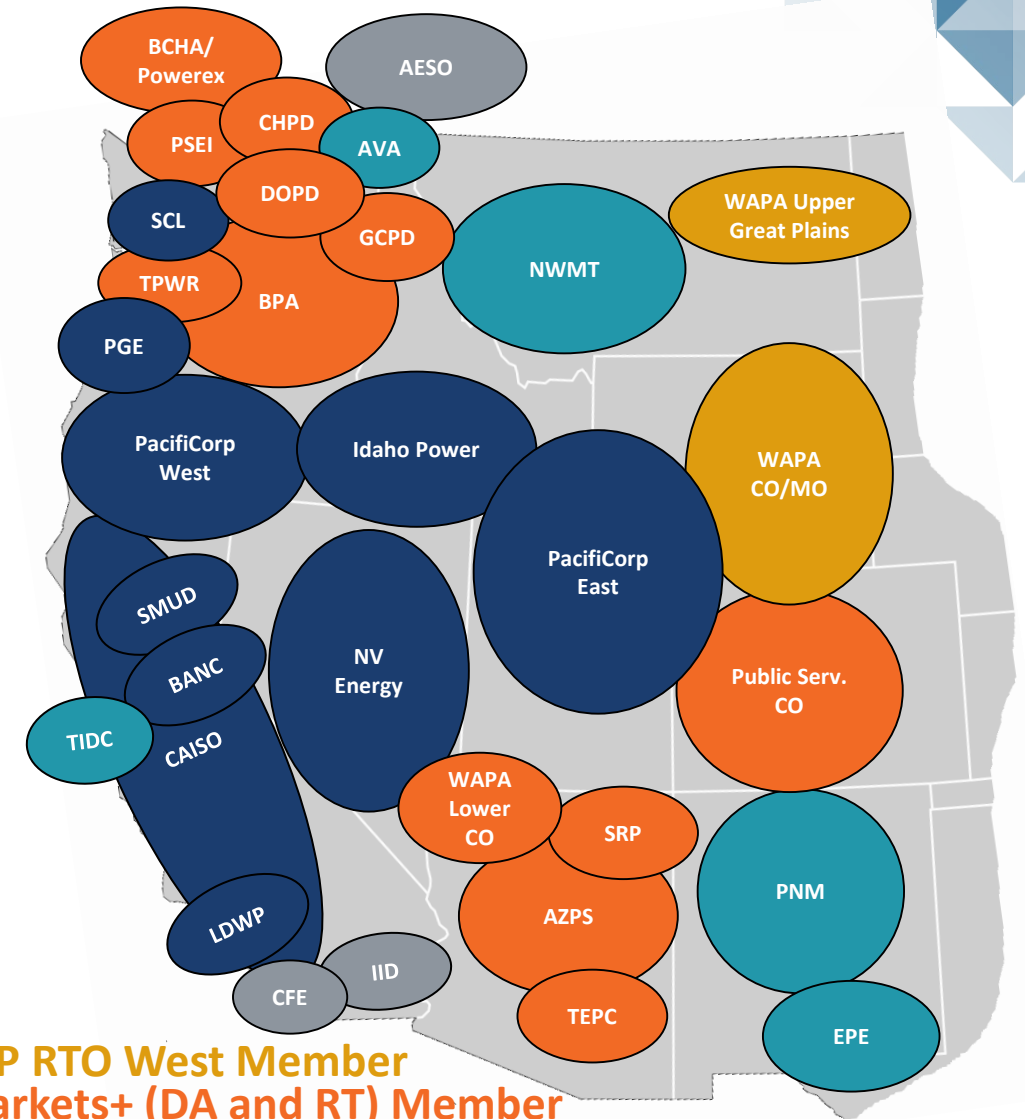 BCHA/
Powerex
AESO
CHPD
PSEI
AVA
DOPD
SCL
GCPD
WAPA Upper
Great Plains
NWMT
TPWR
BPA
PGE
PacifiCorp
West
Idaho Power
WAPA
CO/MO
PacifiCorp
East
SMUD
BANC
NV
Energy
Public Serv.
CO
TIDC
CAISO
WAPA
Lower
CO
SRP
PNM
AZPS
LDWP
IID
CFE
TEPC
EPE
P RTO West Member
arkets+ (DA and RT) Member